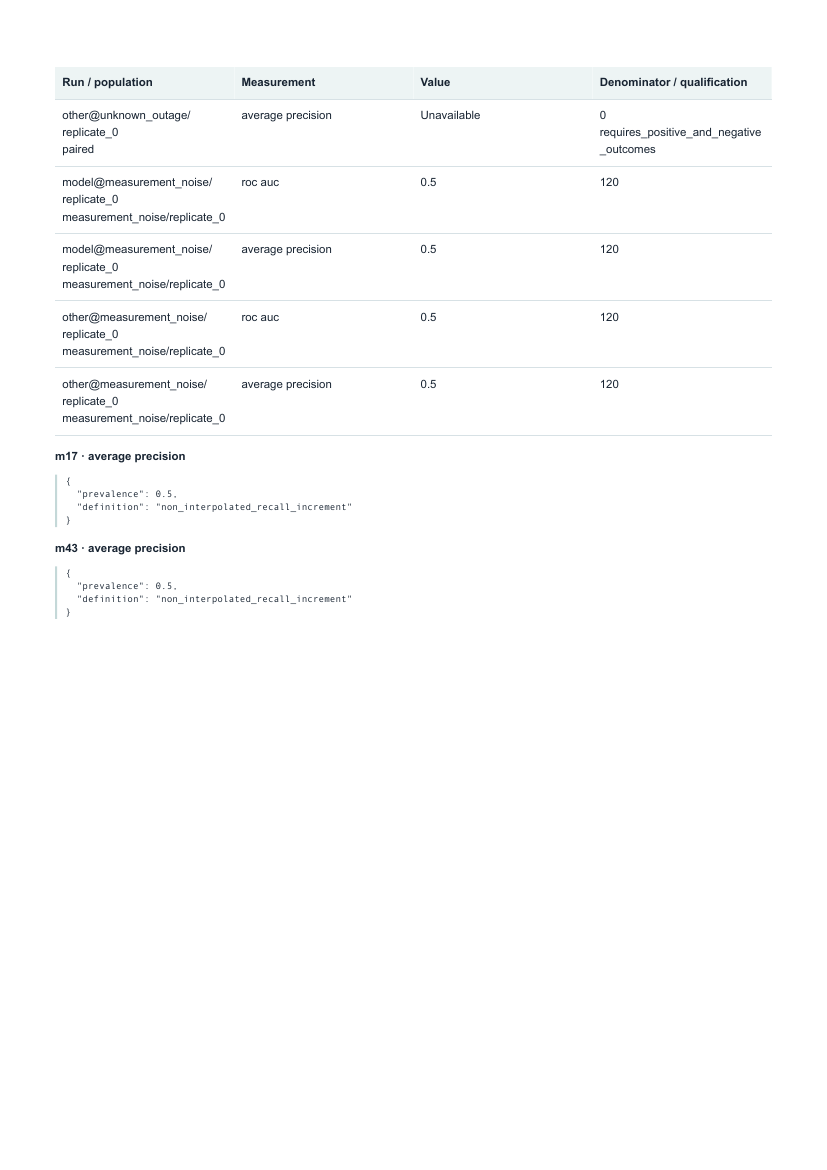 Run / population Measurement Value Denominator / qualification
other@unknown_outage/ average precision Unavailable 0
replicate_0 requires_positive_and_negative
paired _outcomes
model@measurement_noise/ roc auc 0.5 120
replicate_0
measurement_noise/replicate_0
model@measurement_noise/ average precision 0.5 120
replicate_0
measurement_noise/replicate_0
other@measurement_noise/ roc auc 0.5 120
replicate_0
measurement_noise/replicate_0
other@measurement_noise/ average precision 0.5 120
replicate_0
measurement_noise/replicate_0
m17 · average precision
{
  "prevalence": 0.5,
  "definition": "non_interpolated_recall_increment"
}
m43 · average precision
{
  "prevalence": 0.5,
  "definition": "non_interpolated_recall_increment"
}